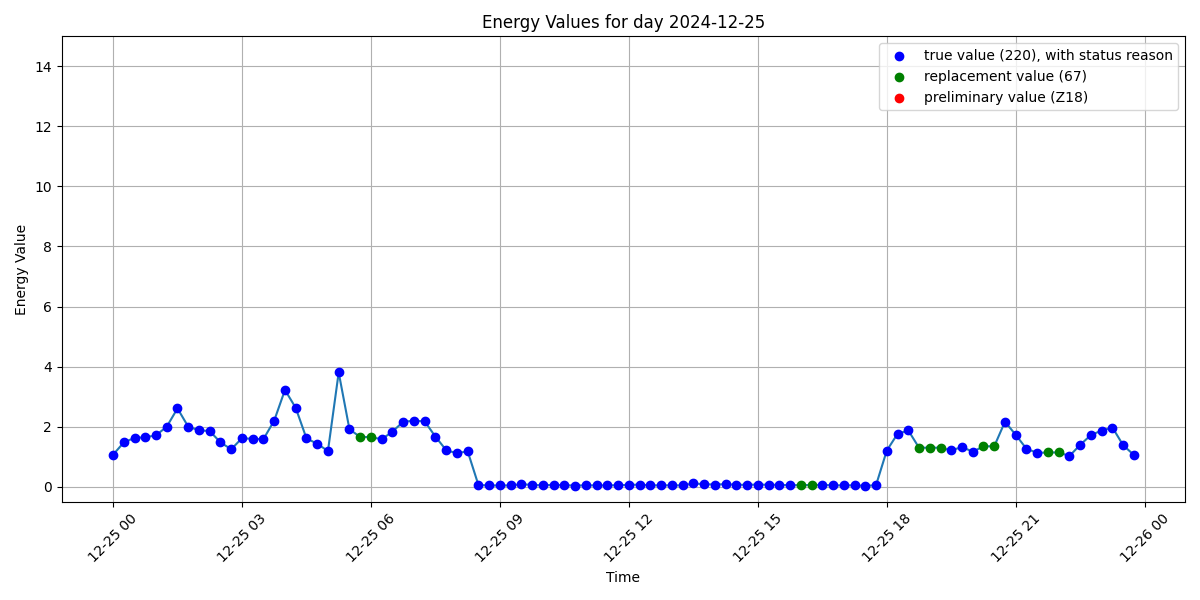 Energy Values for day 2024-12-25
true value (220), with status reason
replacement value (67)
preliminary value (Z18)
Energy Value
14
12
10
8
6
4
2
0
12-25 00
12-25 03
12-25 06
12-25 09
12-25 12
12-25 15
12-25 18
12-25 21
12-26 00
Time